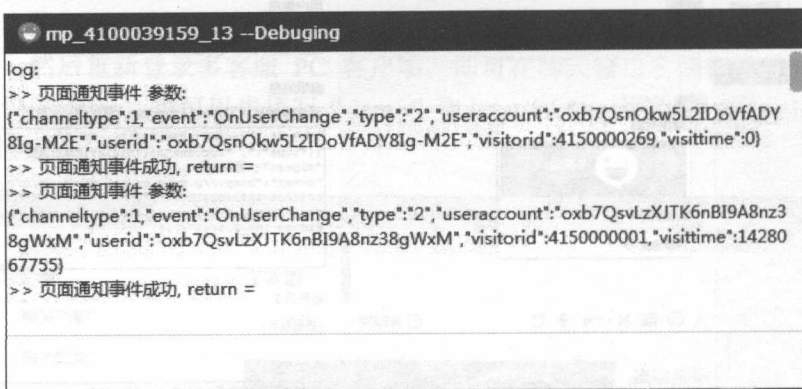 mp_4100039159_13 --Debuging
log:
>> 页面通知事件 参数:
{"channeltype":1,"event":"OnUserChange","type":"2","useraccount":"oxb7QsnOkw5L2IDoVfADY
8Ig-M2E","userid":"oxb7QsnOkw5L2IDoVfADY8Ig-M2E","visitorid":4150000269,"visittime":0}
>> 页面通知事件成功, return =
>> 页面通知事件 参数:
{"channeltype":1,"event":"OnUserChange","type":"2","useraccount":"oxb7QsvLzXJTK6nBI9A8nz3
8gWxM","userid":"oxb7QsvLzXJTK6nBI9A8nz38gWxM","visitorid":4150000001,"visittime":14280
67755}
>> 页面通知事件成功, return =